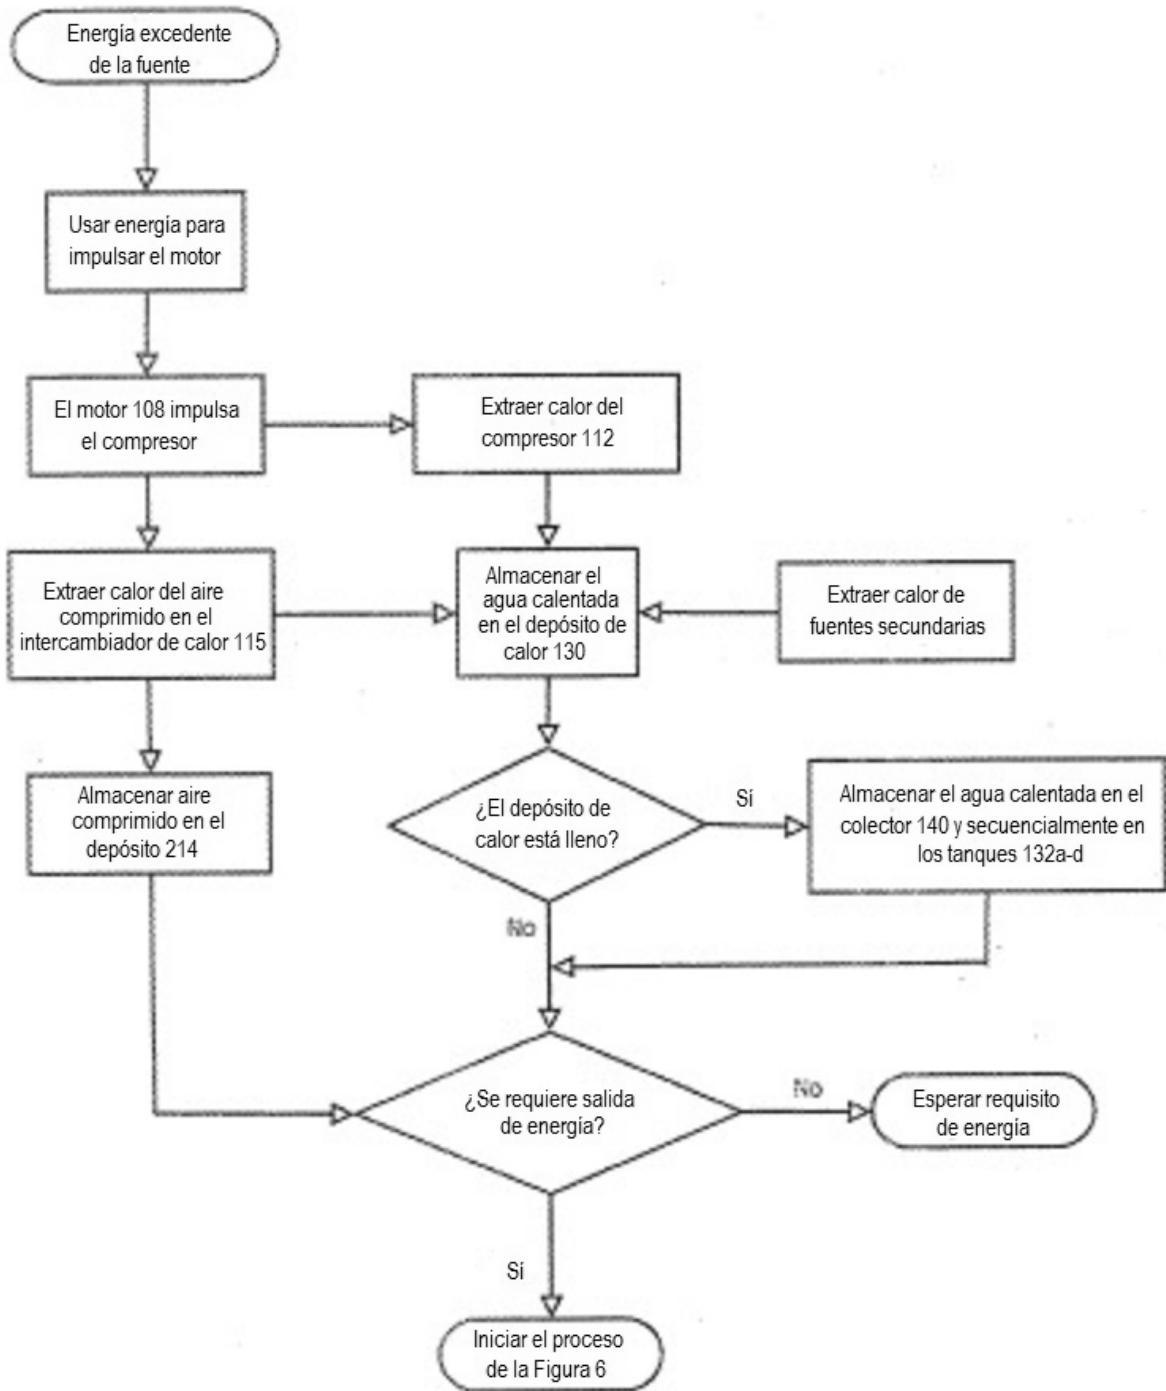 Energía excedente
de la fuente
Usar energía para
impulsar el motor
El motor 108 impulsa
el compresor
Extraer calor del
compresor 112
Extraer calor del aire
comprimido en el
intercambiador de calor 115
Almacenar el
agua calentada
en el depósito de
calor 130
Extraer calor de
fuentes secundarias
Almacenar aire
comprimido en el
depósito 214
¿El depósito de
calor está lleno?
Sí
Almacenar el agua calentada en el
colector 140 y secuencialmente en
los tanques 132a-d
No
¿Se requiere salida
de energía?
No
Esperar requisito
de energía
Sí
Iniciar el proceso
de la Figura 6